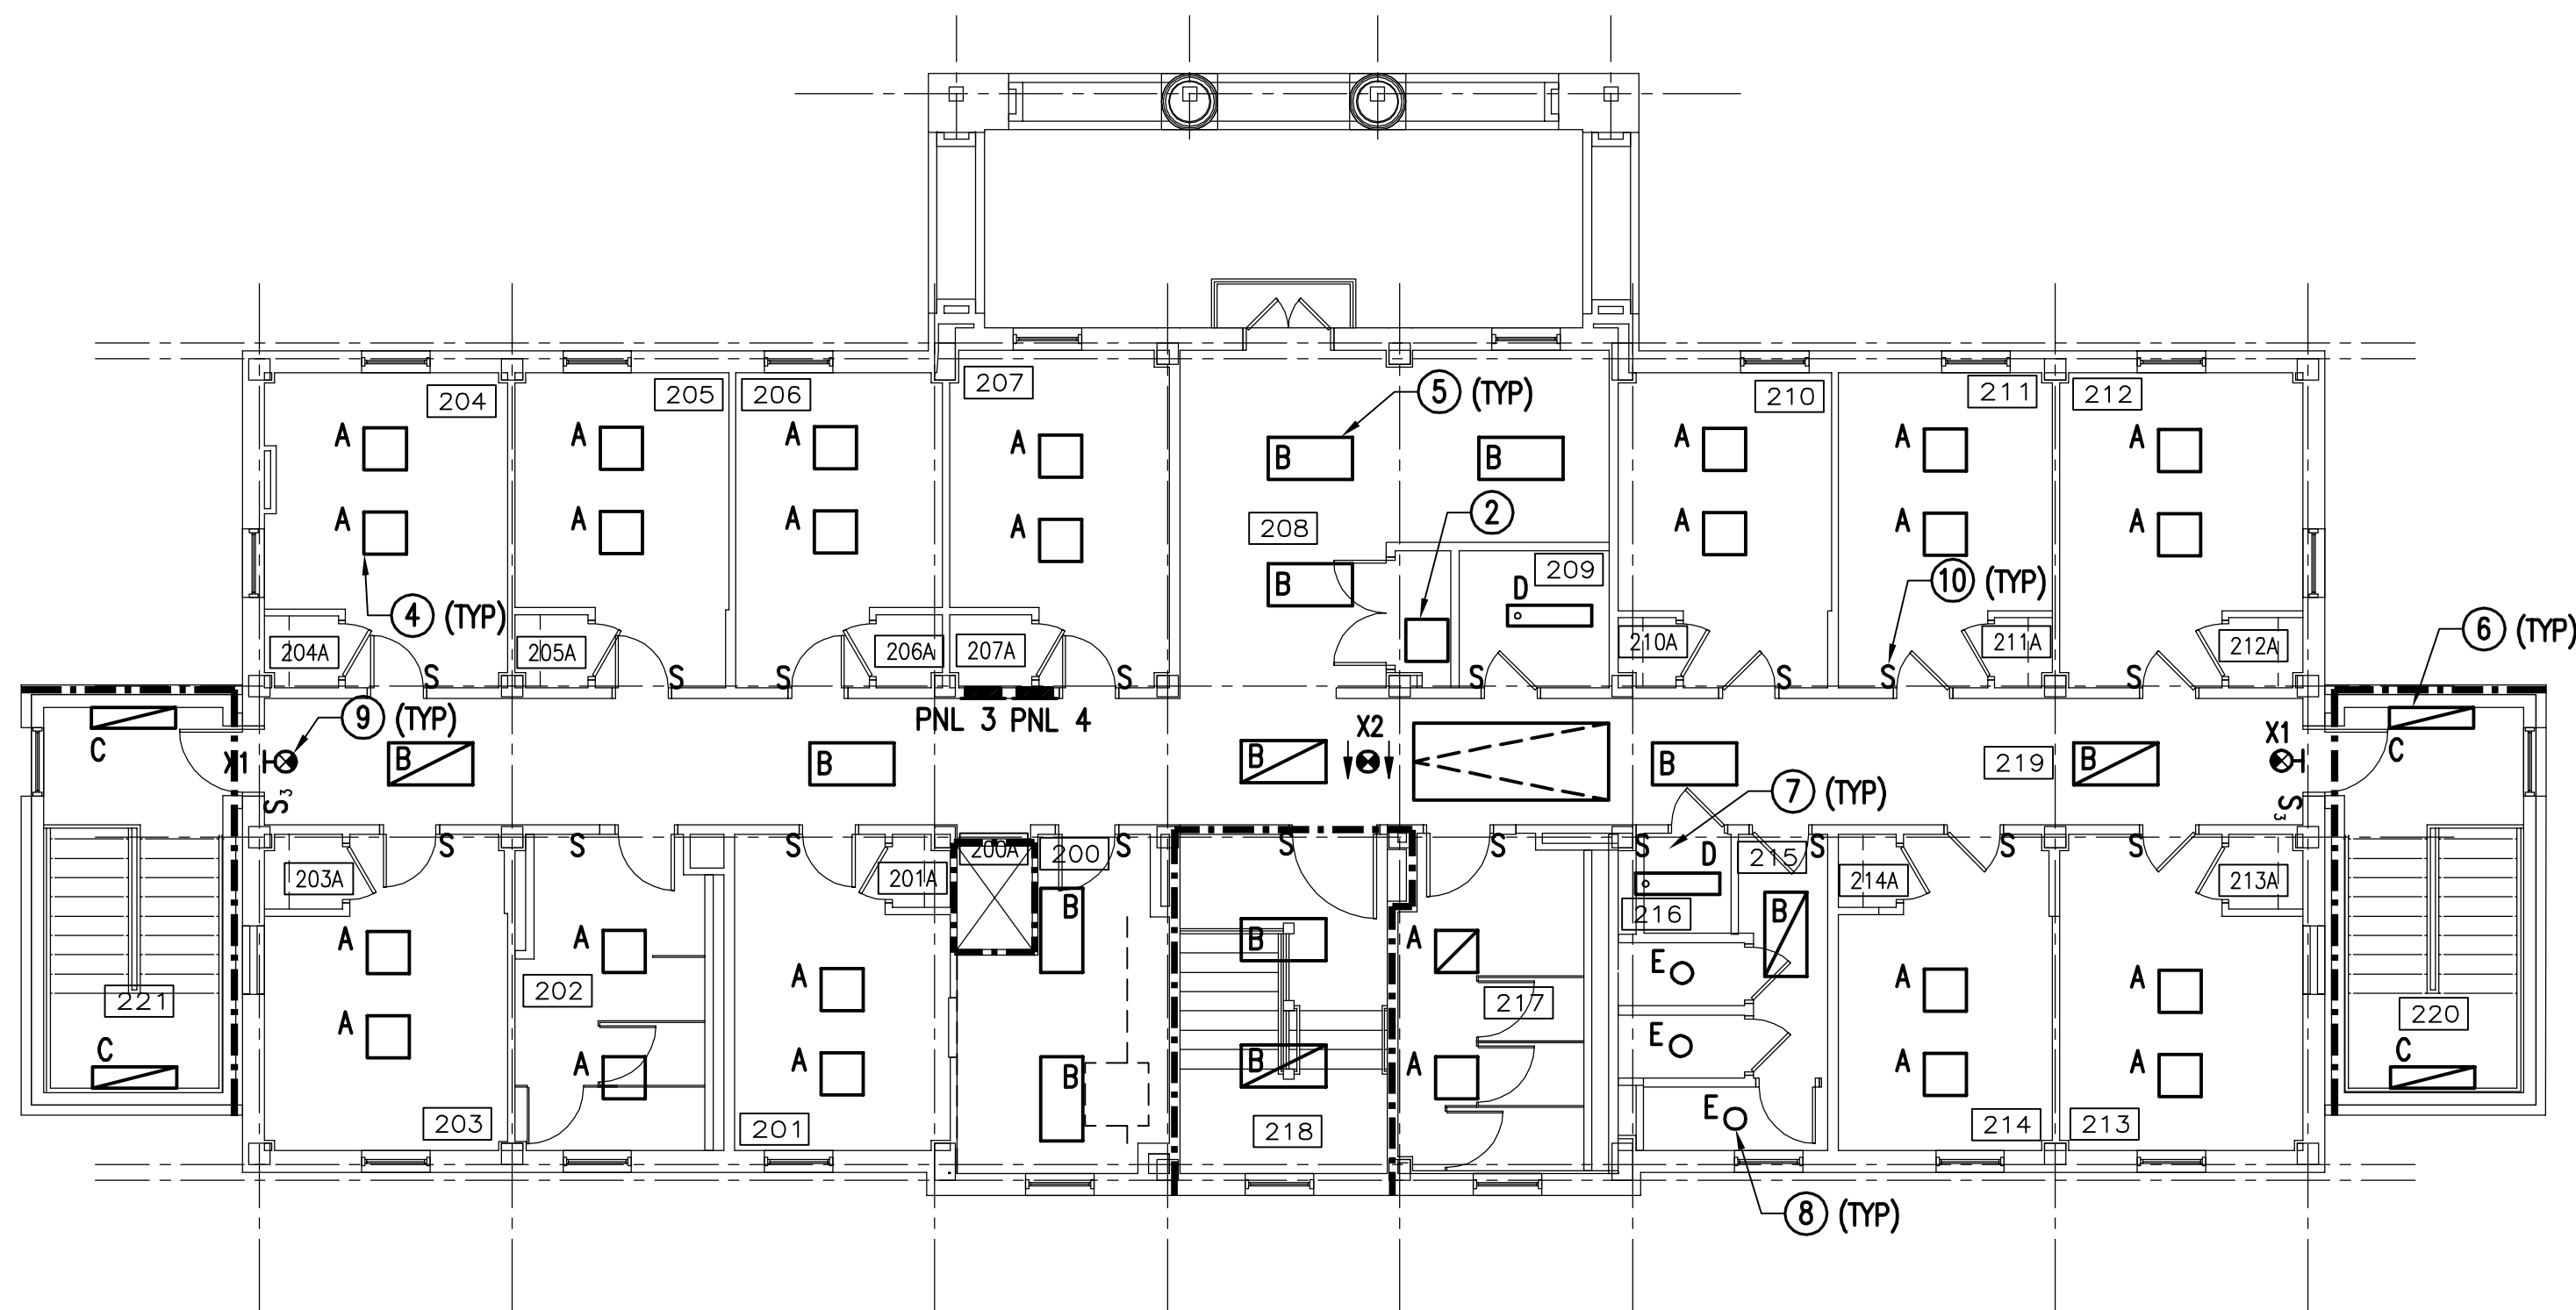 204
205
206
207
5 (TYP)
210
211
212
A
A
A
A
B
B
A
A
A
A
A
A
A
2
A
A
A
208
B
209
D
10 (TYP)
4 (TYP)
6 (TYP)
204A
205A
206A
207A
210A
211A
212A
S
S
S
S
S
S
S
S
9 (TYP)
PNL 3
PNL 4
X2
X1
C
X1
B
B
B
B
219
B
C
7 (TYP)
S3
S3
S
S
S
200A
200
S
S
S
S
D
215
S
S
S
203A
201A
214A
213A
A
A
B
B
A
216
B
221
202
A
E
217
A
A
220
A
A
A
B
B
A
E
A
A
C
C
203
201
218
E
214
213
8 (TYP)